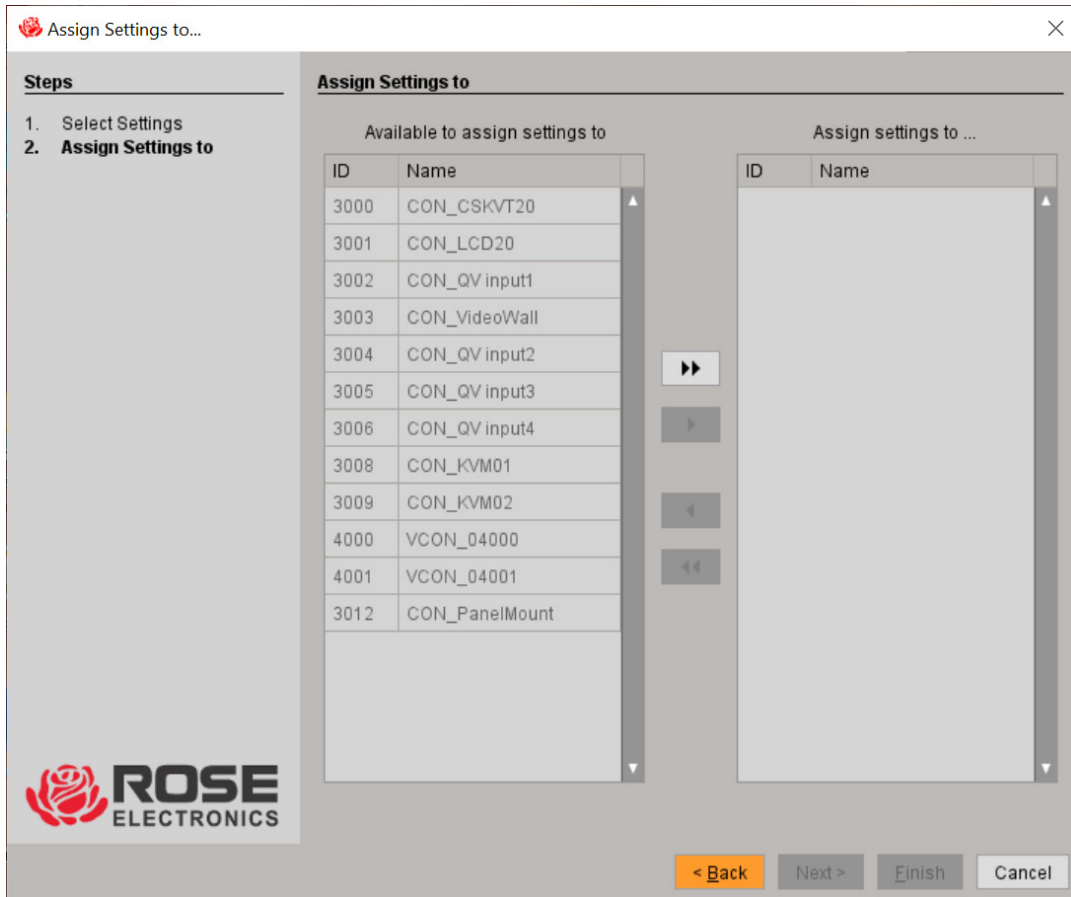 Assign Settings to...
Steps
1. Select Settings
2. Assign Settings to
Assign Settings to
Available to assign settings to
ID Name
3000 CON_CSKVT20
3001 CON_LCD20
3002 CON_QV input1
3003 CON_VideoWall
3004 CON_QV input2
3005 CON_QV input3
3006 CON_QV input4
3008 CON_KVM01
3009 CON_KVM02
4000 VCON_04000
4001 VCON_04001
3012 CON_PanelMount
Assign settings to ...
ID Name
ROSE
ELECTRONICS
< Back Next > Finish Cancel